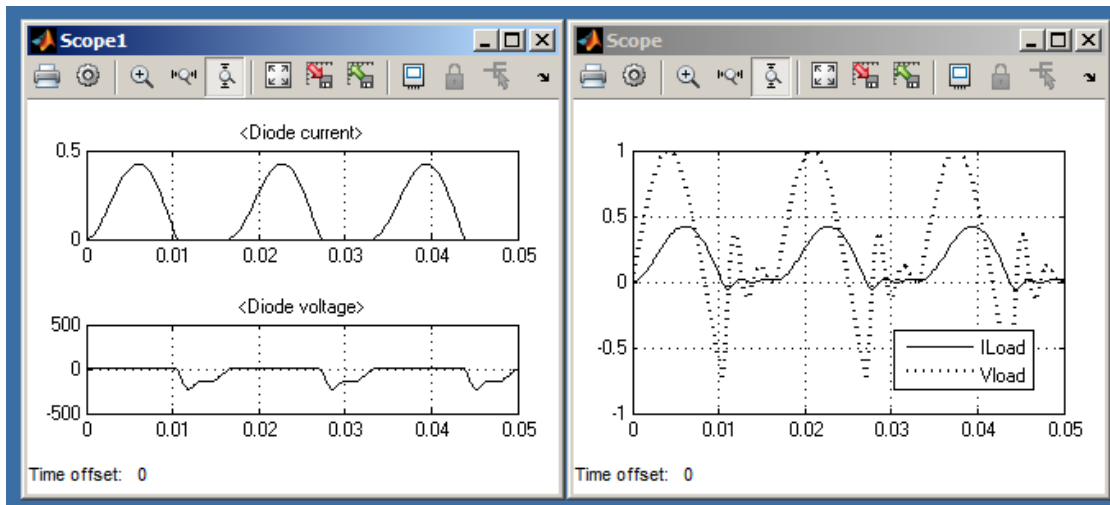 Scope1
<Diode current>
0.5
0
0 0.01 0.02 0.03 0.04 0.05
<Diode voltage>
500
0
-500
0 0.01 0.02 0.03 0.04 0.05
Time offset: 0
Scope
1
0.5
0
-0.5
-1
ILoad
Vload
0 0.01 0.02 0.03 0.04 0.05
Time offset: 0